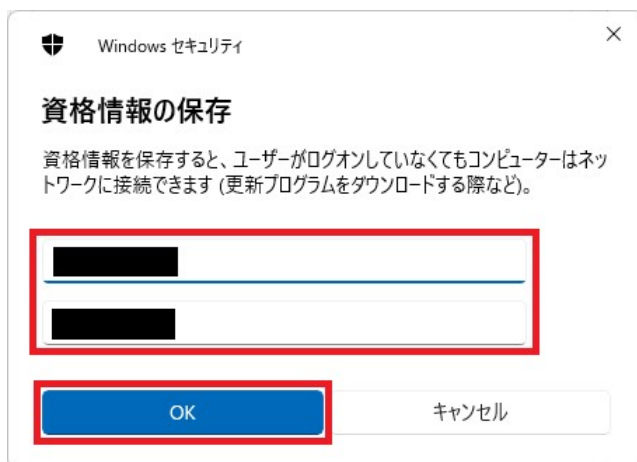 Windows セキュリティ
資格情報の保存
資格情報を保存すると、ユーザーがログオンしていなくてもコンピューターはネッ
トワークに接続できます (更新プログラムをダウンロードする際など)。
OK
キャンセル